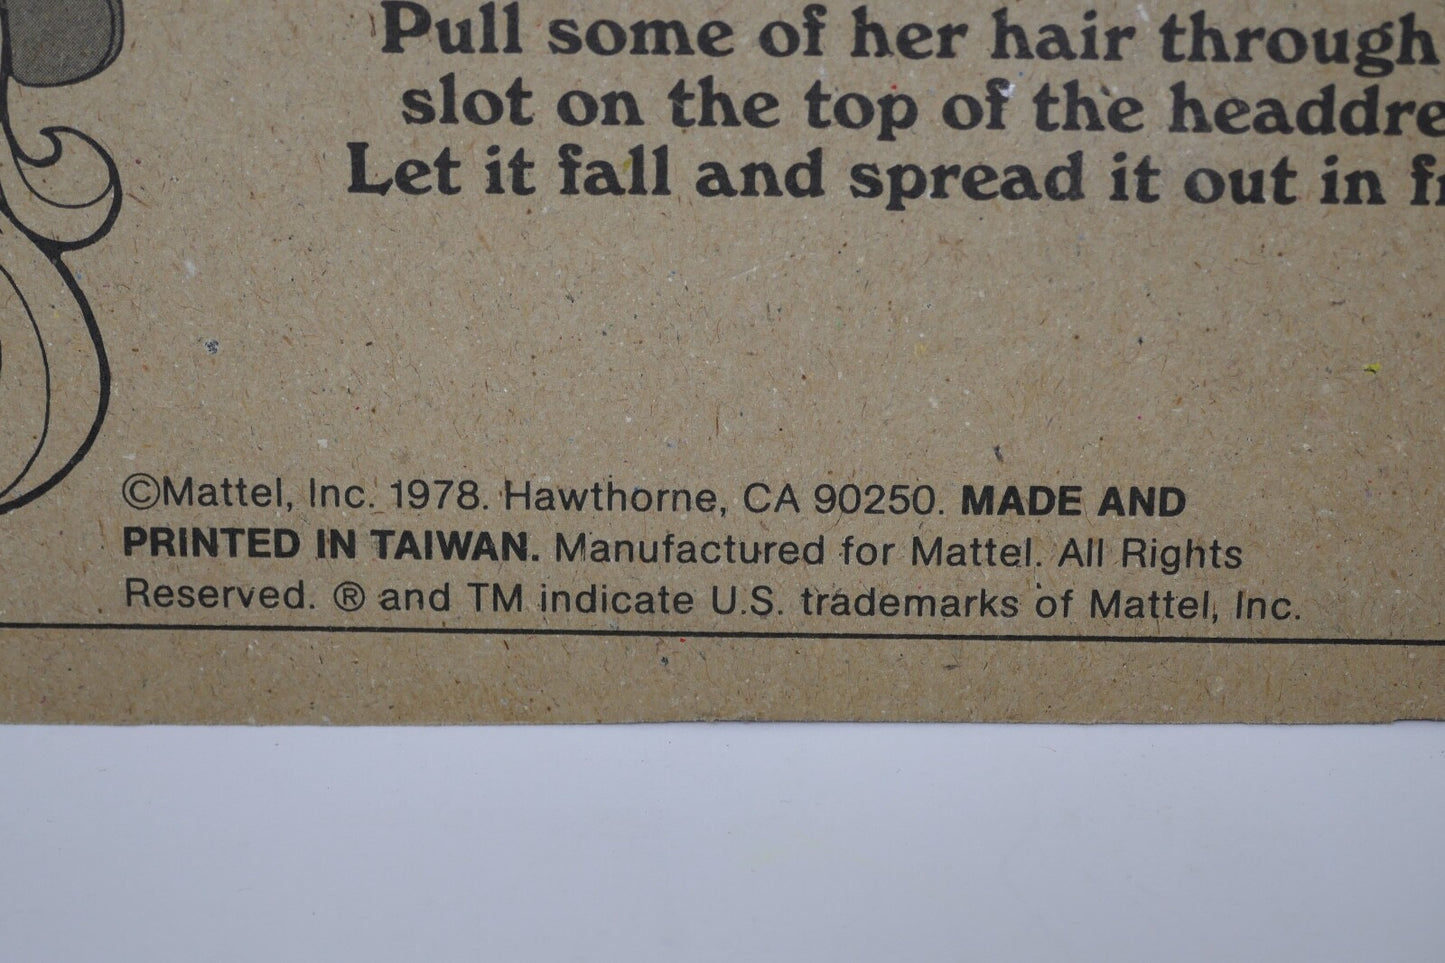 Pull some of her hair through
slot on the top of the
Let it fall and spread it out in
©Mattel, Inc. 1978. Hawthorne, CA 90250. MADE AND
PRINTED IN TAIWAN. Manufactured for Mattel. All Rights
Reserved. ® and TM indicate U.S. trademarks of Mattel, Inc.